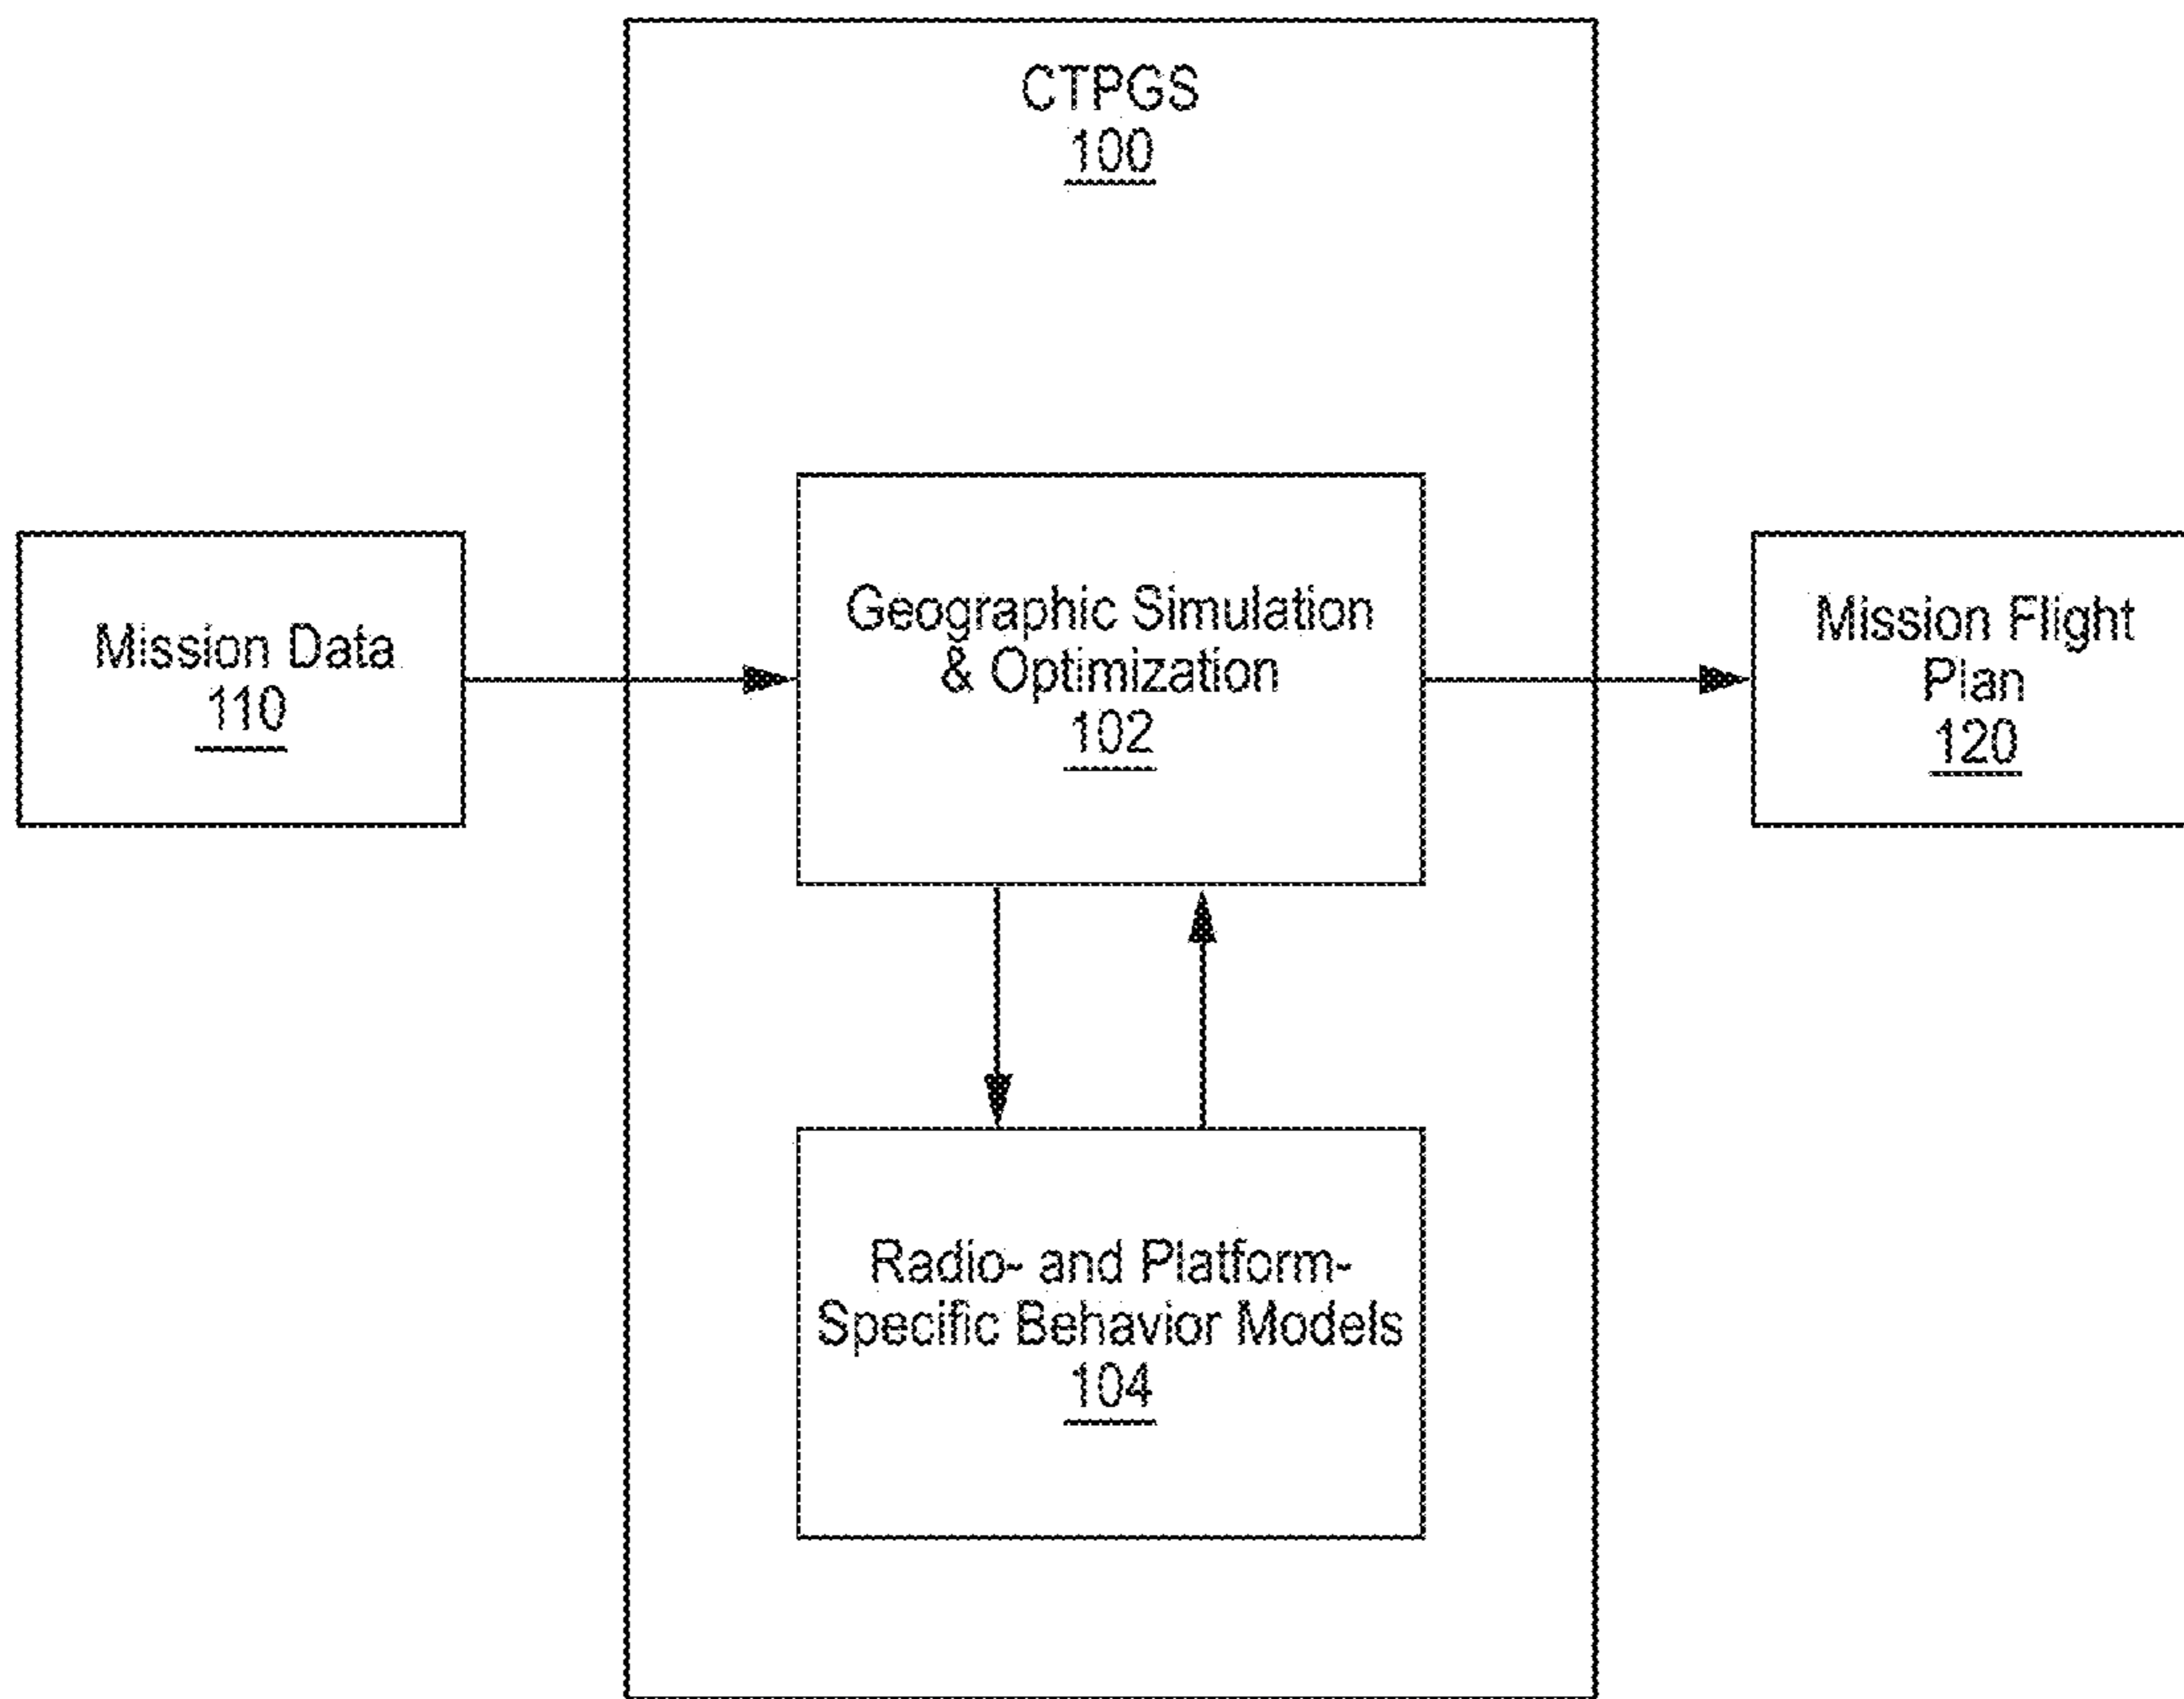 CTPGS
100
Mission Data
110
Geographic Simulation
& Optimization
102
Mission Flight
Plan
120
Radio- and Platform-
Specific Behavior Models
104